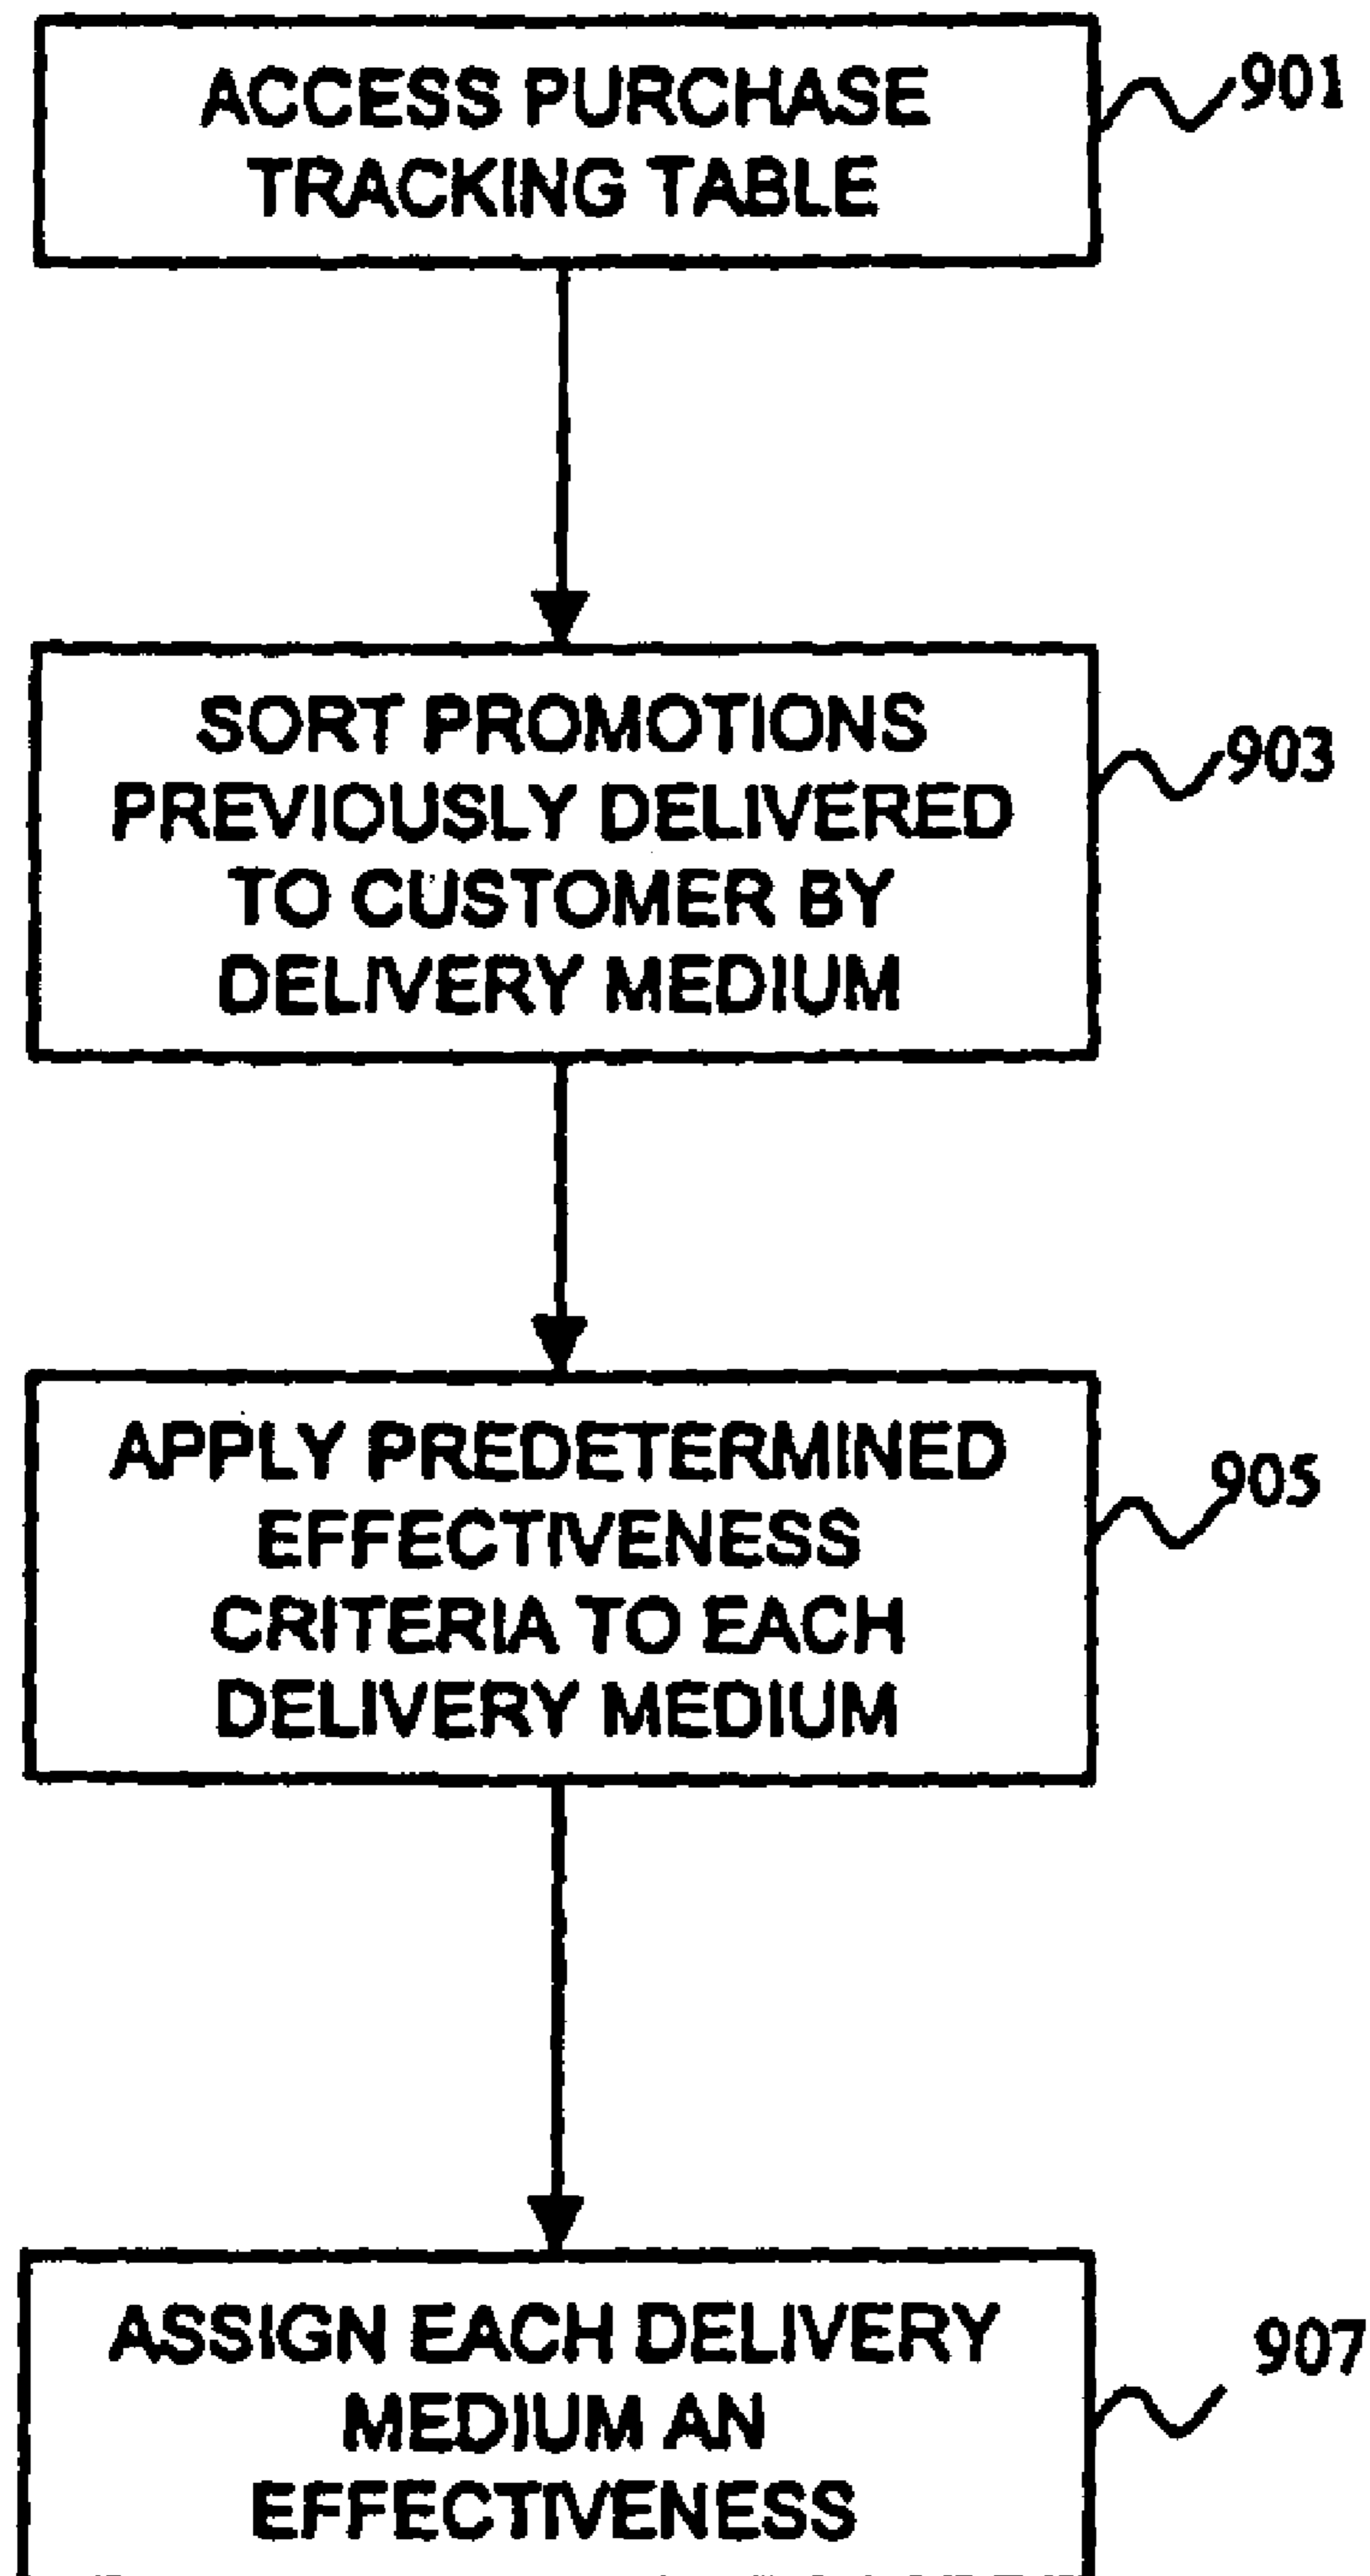 ACCESS PURCHASE
TRACKING TABLE
901
SORT PROMOTIONS
PREVIOUSLY DELIVERED
TO CUSTOMER BY
DELIVERY MEDIUM
903
APPLY PREDETERMINED
EFFECTIVENESS
CRITERIA TO EACH
DELIVERY MEDIUM
905
ASSIGN EACH DELIVERY
MEDIUM AN
EFFECTIVENESS
907